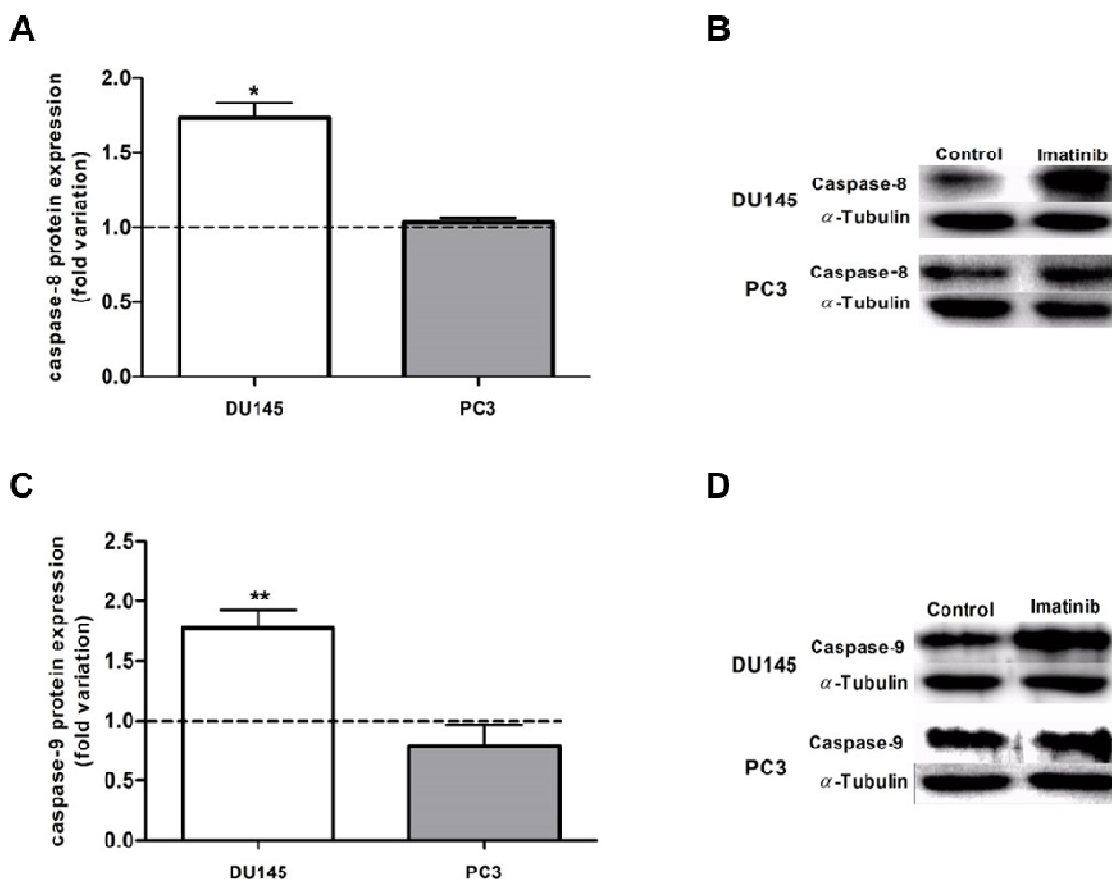 A
caspase-8 protein expression
(fold variation)
2.0
1.5
1.0
0.5
0.0
*
DU145
PC3
B
Control
Imatinib
DU145
Caspase-8
α-Tubulin
PC3
Caspase-8
α-Tubulin
C
caspase-9 protein expression
(fold variation)
2.5
2.0
1.5
1.0
0.5
0.0
**
DU145
PC3
D
Control
Imatinib
DU145
Caspase-9
α-Tubulin
PC3
Caspase-9
α-Tubulin